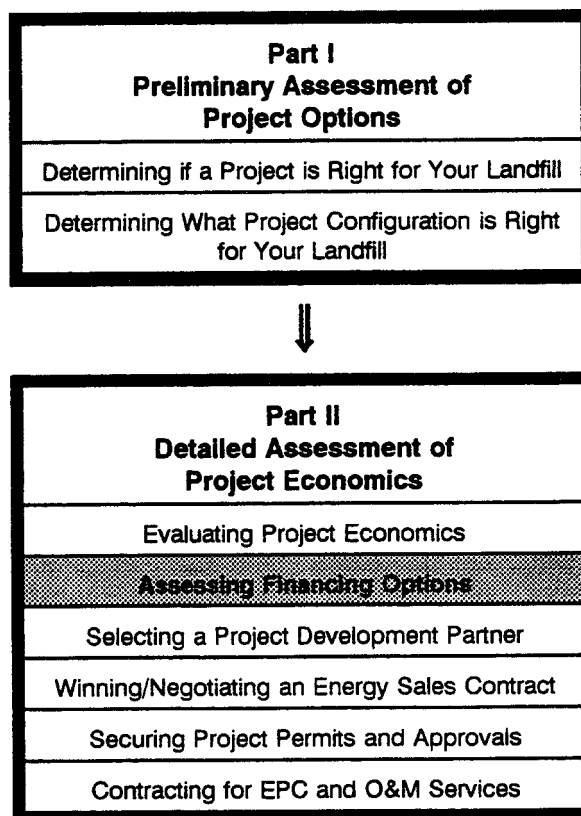 Part I
Preliminary Assessment of
Project Options
Determining if a Project is Right for Your Landfill
Determining What Project Configuration is Right
for Your Landfill
Part II
Detailed Assessment of
Project Economics
Evaluating Project Economics
Assessing Financing Options
Selecting a Project Development Partner
Winning/Negotiating an Energy Sales Contract
Securing Project Permits and Approvals
Contracting for EPC and O&M Services